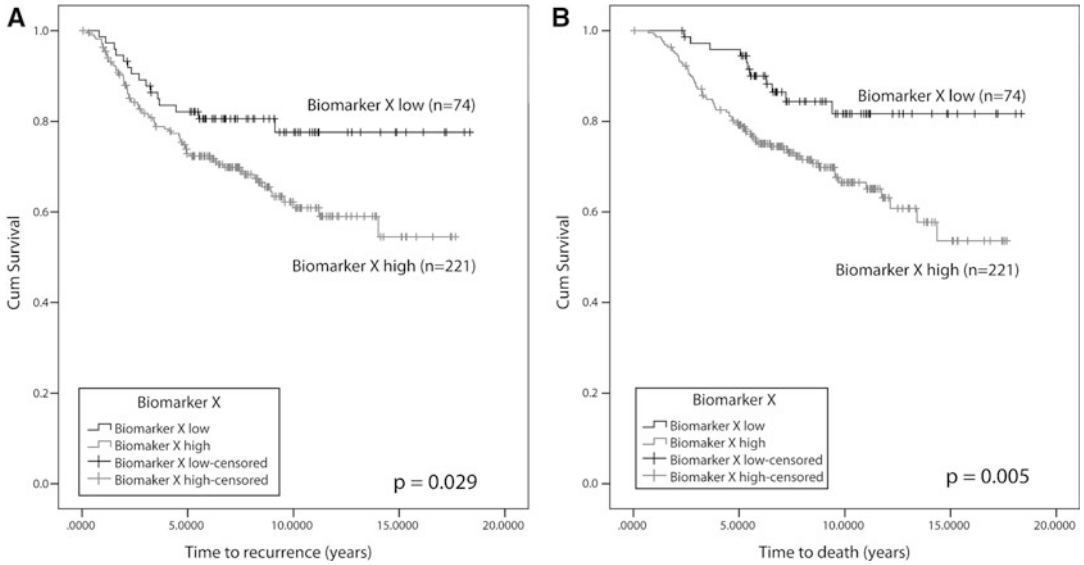 A
Cum Survival
1.0
0.8
0.6
0.4
0.2
0.0
Biomarker X low (n=74)
Biomarker X high (n=221)
Biomarker X
Biomarker X low
Biomaker X high
Biomarker X low-censored
Biomaker X high-censored
p = 0.029
.0000 5.0000 10.0000 15.0000 20.0000
Time to recurrence (years)
B
Cum Survival
1.0
0.8
0.6
0.4
0.2
0.0
Biomarker X low (n=74)
Biomarker X high (n=221)
Biomarker X
Biomarker X low
Biomaker X high
Biomarker X low-censored
Biomaker X high-censored
p = 0.005
.0000 5.0000 10.0000 15.0000 20.0000
Time to death (years)